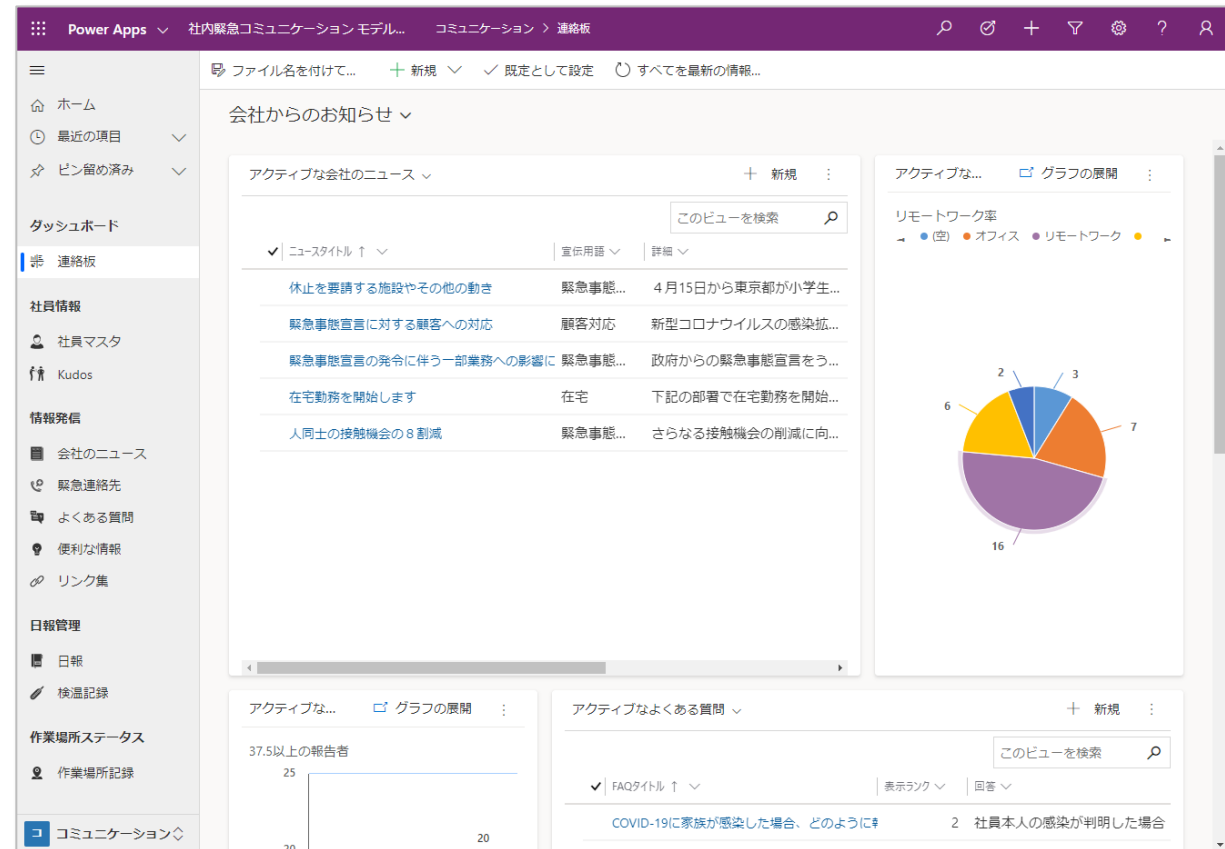 Power Apps 社内緊急コミュニケーション モデル... コミュニケーション > 連絡板
ファイル名を付けて... 新規 既定として設定 すべてを最新の情報...
ホーム
最近の項目
ピン留め済み
ダッシュボード
連絡板
社員情報
社員マスタ
Kudos
情報発信
会社のニュース
緊急連絡先
よくある質問
便利な情報
リンク集
日報管理
日報
検温記録
作業場所ステータス
作業場所記録
コ コミュニケーション
会社からのお知らせ
アクティブな会社のニュース 新規
このビューを検索
ニュースタイトル ↑ 宣伝用語 詳細
休止を要請する施設やその他の動き 緊急事態... 4月15日から東京都が小学生...
緊急事態宣言に対する顧客への対応 顧客対応 新型コロナウイルスの感染拡...
緊急事態宣言の発令に伴う一部業務への影響に 緊急事態... 政府からの緊急事態宣言をう...
在宅勤務を開始します 在宅 下記の部署で在宅勤務を開始...
人同士の接触機会の8割減 緊急事態... さらなる接触機会の削減に向...
アクティブな... グラフの展開
リモートワーク率
(空) オフィス リモートワーク
2 3
6 7
16
アクティブな... グラフの展開
37.5以上の報告者
25
20
20
アクティブなよくある質問 新規
このビューを検索
FAQタイトル ↑ 表示ランク 回答
COVID-19に家族が感染した場合、どのように 2 社員本人の感染が判明した場合